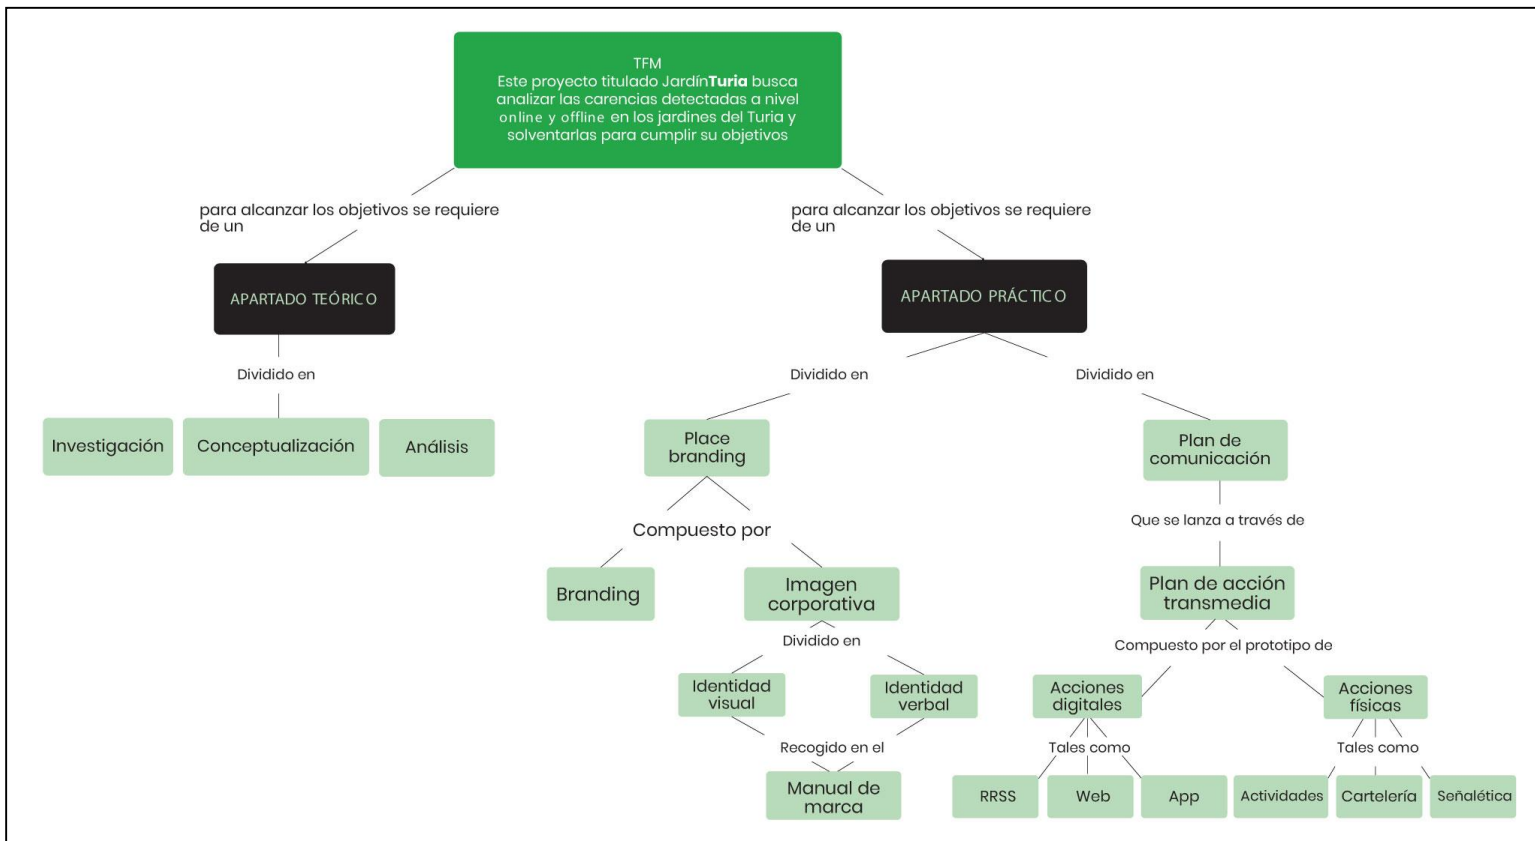 TFM
Este proyecto titulado JardínTuria busca
analizar las carencias detectadas a nivel
online y offline en los jardines del Turia y
solventarlas para cumplir su objetivos
para alcanzar los objetivos se requiere
de un
para alcanzar los objetivos se requiere
de un
APARTADO TEÓRICO
APARTADO PRÁCTICO
Dividido en
Dividido en
Dividido en
Investigación
Conceptualización
Análisis
Place
branding
Plan de
comunicación
Compuesto por
Que se lanza a través de
Branding
Imagen
corporativa
Plan de acción
transmedia
Dividido en
Compuesto por el prototipo de
Identidad
visual
Identidad
verbal
Acciones
digitales
Acciones
físicas
Recogido en el
Tales como
Tales como
Manual de
marca
RRSS
Web
App
Actividades
Cartelería
Señalética